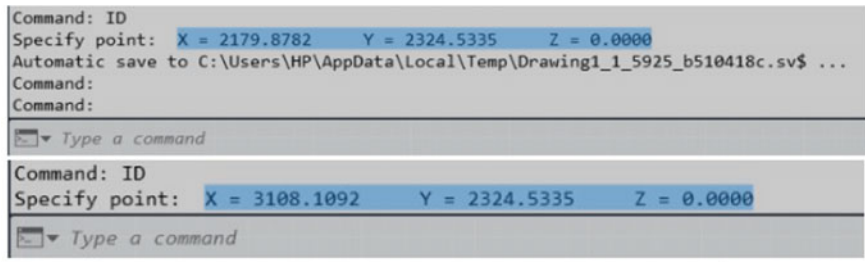 Command: ID
Specify point: X = 2179.8782 Y = 2324.5335 Z = 0.0000
Automatic save to C:\Users\HP\AppData\Local\Temp\Drawing1_1_5925_b510418c.sv$ ...
Command:
Command:
Type a command
Command: ID
Specify point: X = 3108.1092 Y = 2324.5335 Z = 0.0000
Type a command